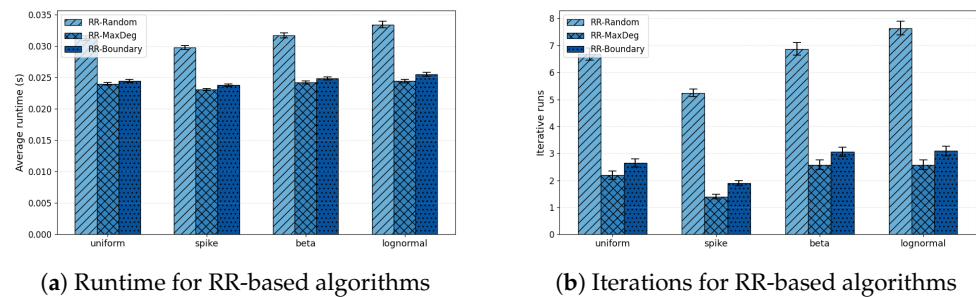 0.035
0.030
0.025
0.020
0.015
0.010
0.005
0.000
Average runtime (s)
RR-Random
RR-MaxDeg
RR-Boundary
uniform spike beta lognormal
(a) Runtime for RR-based algorithms
8
7
6
5
4
3
2
1
0
Iterative runs
RR-Random
RR-MaxDeg
RR-Boundary
uniform spike beta lognormal
(b) Iterations for RR-based algorithms